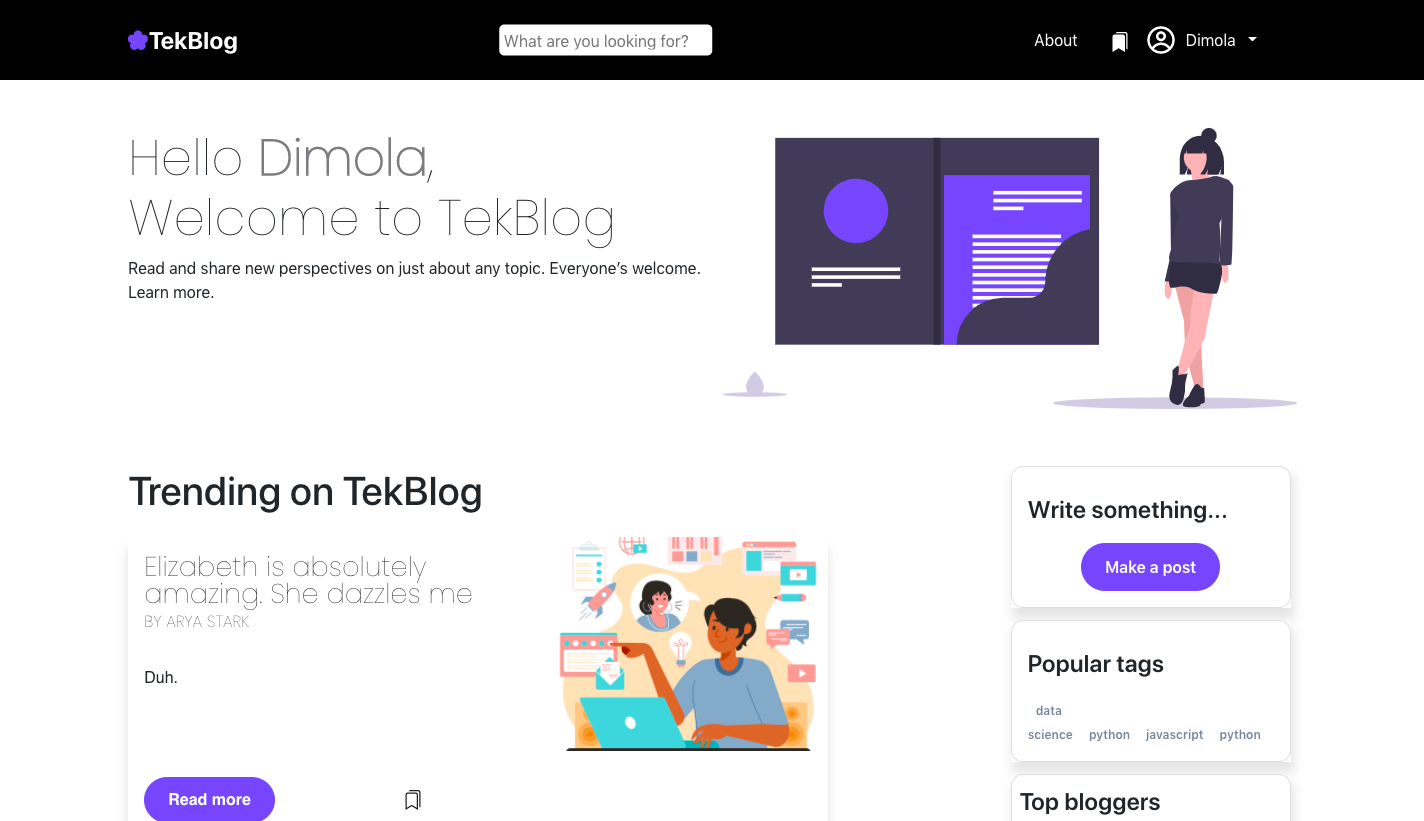 TekBlog
What are you looking for?
About
Dimola
Hello Dimola,
Welcome to TekBlog
Read and share new perspectives on just about any topic. Everyone’s welcome.
Learn more.
Trending on TekBlog
Elizabeth is absolutely
amazing. She dazzles me
BY ARYA STARK
Duh.
Read more
Write something...
Make a post
Popular tags
data
science python javascript python
Top bloggers